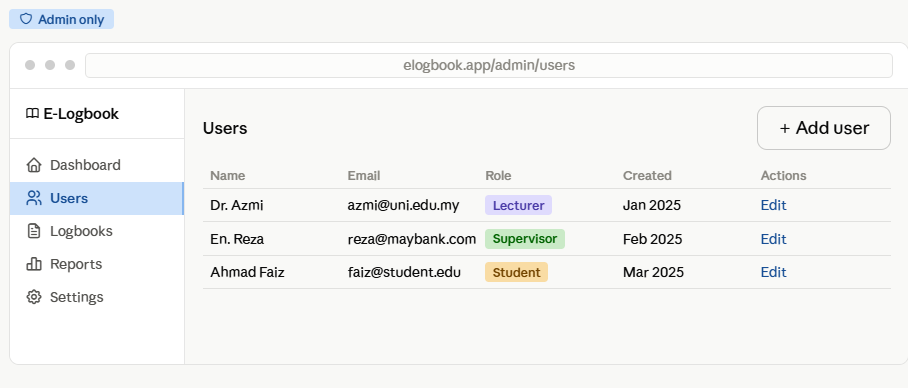 Admin only
elogbook.app/admin/users
E-Logbook
Dashboard
Users
Logbooks
Reports
Settings
Users
+ Add user
Name Email Role Created Actions
Dr. Azmi azmi@uni.edu.my Lecturer Jan 2025 Edit
En. Reza reza@maybank.com Supervisor Feb 2025 Edit
Ahmad Faiz faiz@student.edu Student Mar 2025 Edit